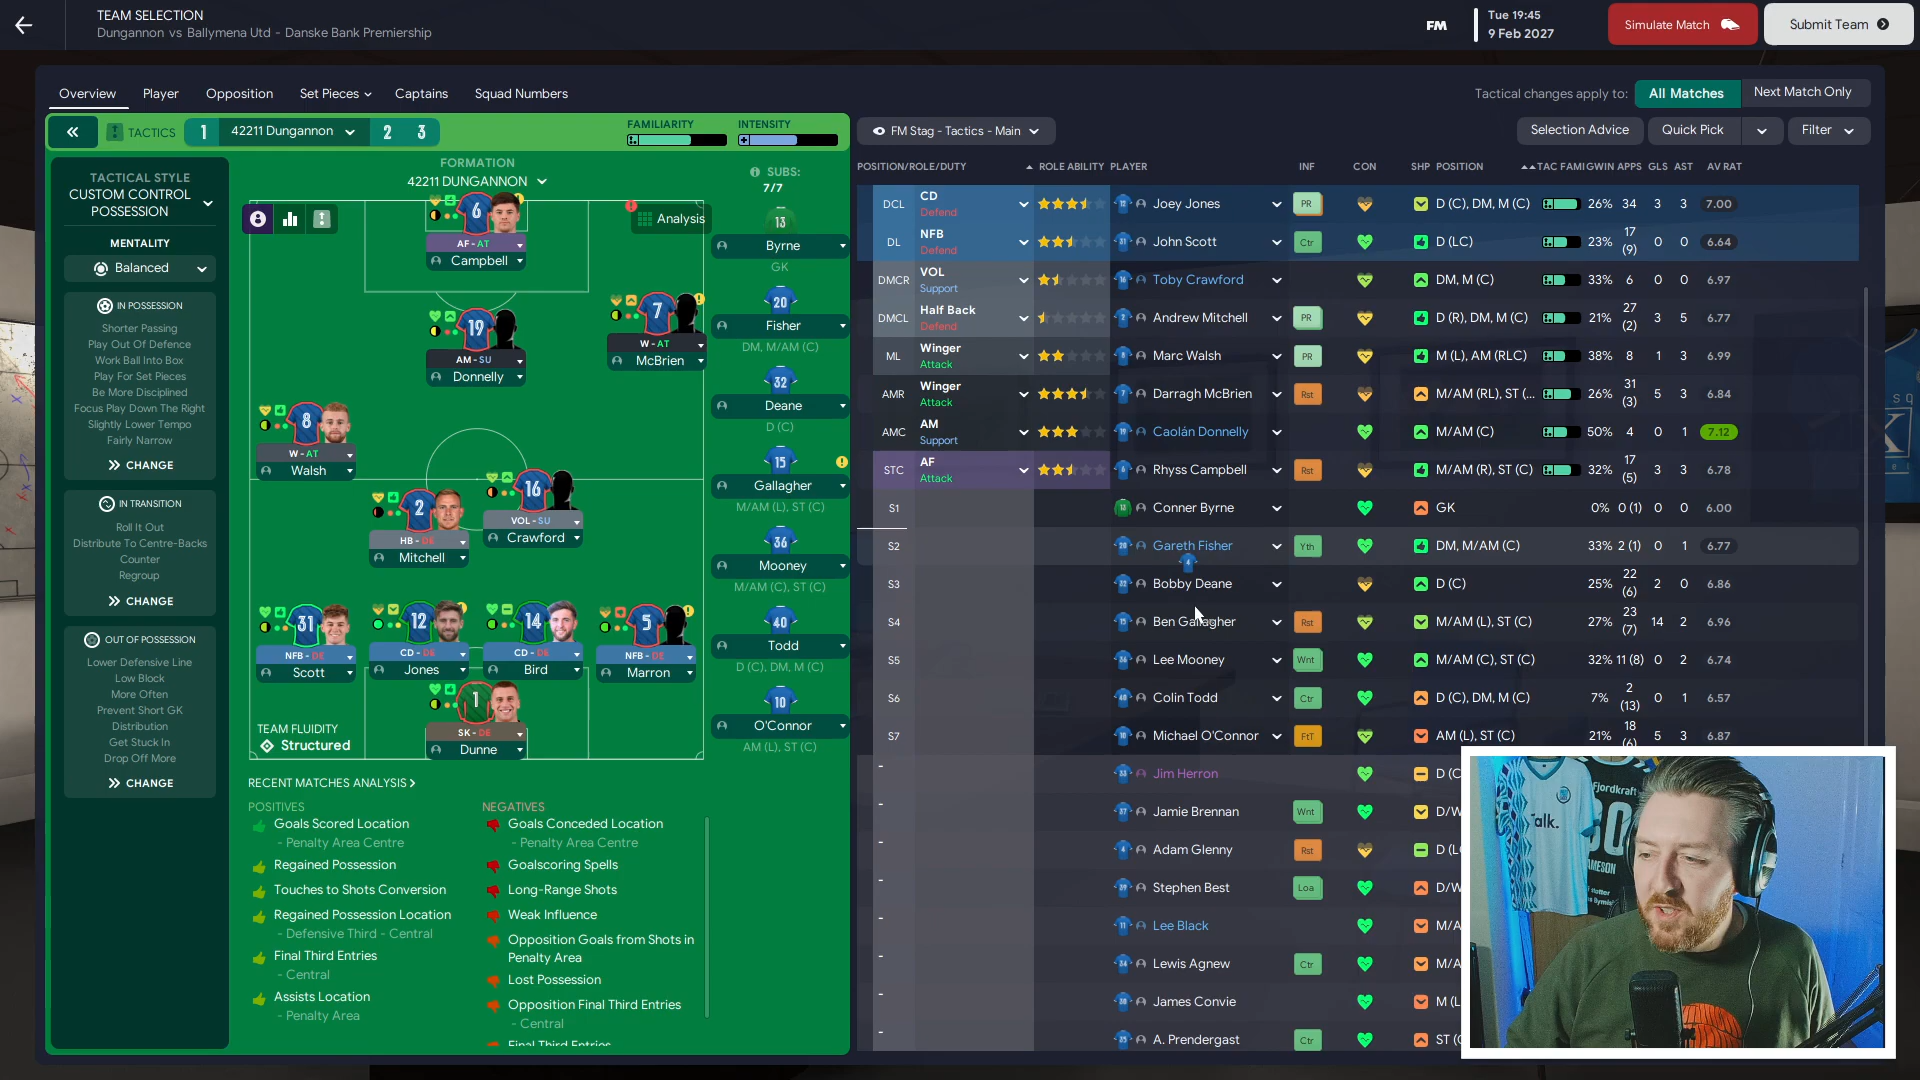 TEAM SELECTION
Dungannon vs Ballymena Utd - Danske Bank Premiership
FM
Tue 19:45
9 Feb 2027
Simulate Match
Submit Team
Overview
Player
Opposition
Set Pieces
Captains
Squad Numbers
Tactical changes apply to:
All Matches
Next Match Only
TACTICS
1
42211 Dungannon
2
3
FAMILIARITY
INTENSITY
FM Stag - Tactics - Main
Selection Advice
Quick Pick
Filter
TACTICAL STYLE
CUSTOM CONTROL
POSSESSION
MENTALITY
Balanced
IN POSSESSION
Shorter Passing
Play Out Of Defence
Work Ball Into Box
Play For Set Pieces
Be More Disciplined
Focus Play Down The Right
Slightly Lower Tempo
Fairly Narrow
CHANGE
IN TRANSITION
Roll It Out
Distribute To Centre-Backs
Counter
Regroup
CHANGE
OUT OF POSSESSION
Lower Defensive Line
Low Block
More Often
Prevent Short GK
Distribution
Get Stuck In
Drop Off More
CHANGE
FORMATION
42211 DUNGANNON
SUBS:
7/7
Analysis
6
AF - AT
Campbell
19
AM - SU
Donnelly
7
W - AT
McBrien
8
W - AT
Walsh
2
HB - DE
Mitchell
16
VOL - SU
Crawford
31
NFB - DE
Scott
12
CD - DE
Jones
14
CD - DE
Bird
5
NFB - DE
Marron
1
SK - DE
Dunne
TEAM FLUIDITY
Structured
13
Byrne
GK
20
Fisher
DM, M/AM (C)
32
Deane
D (C)
15
Gallagher
M/AM (L), ST (C)
36
Mooney
M/AM (C), ST (C)
40
Todd
D (C), DM, M (C)
10
O'Connor
AM (L), ST (C)
RECENT MATCHES ANALYSIS
POSITIVES
Goals Scored Location
- Penalty Area Centre
Regained Possession
Touches to Shots Conversion
Regained Possession Location
- Defensive Third - Central
Final Third Entries
- Central
Assists Location
- Penalty Area
NEGATIVES
Goals Conceded Location
- Penalty Area Centre
Goalscoring Spells
Long-Range Shots
Weak Influence
Opposition Goals from Shots in
Penalty Area
Lost Possession
Opposition Final Third Entries
- Central
Final Third Entries
POSITION/ROLE/DUTY ROLE ABILITY PLAYER INF CON SHP POSITION TAC FAMI GWIN APPS GLS AST AV RAT
DCL CD Defend Joey Jones PR D (C), DM, M (C) 26% 34 3 3 7.00
DL NFB Defend John Scott Ctr D (LC) 23% 17 (9) 0 0 6.64
DMCR VOL Support Toby Crawford DM, M (C) 33% 6 0 0 6.97
DMCL Half Back Defend Andrew Mitchell PR D (R), DM, M (C) 21% 27 (2) 3 5 6.77
ML Winger Attack Marc Walsh PR M (L), AM (RLC) 38% 8 1 3 6.99
AMR Winger Attack Darragh McBrien Rst M/AM (RL), ST (... 26% 31 (3) 5 3 6.84
AMC AM Support Caolán Donnelly M/AM (C) 50% 4 0 1 7.12
STC AF Attack Rhyss Campbell Rst M/AM (R), ST (C) 32% 17 (5) 3 3 6.78
S1 Conner Byrne GK 0% 0 (1) 0 0 6.00
S2 Gareth Fisher Yth DM, M/AM (C) 33% 2 (1) 0 1 6.77
S3 Bobby Deane D (C) 25% 22 (6) 2 0 6.86
S4 Ben Gallagher Rst M/AM (L), ST (C) 27% 23 (7) 14 2 6.96
S5 Lee Mooney Wnt M/AM (C), ST (C) 32% 11 (8) 0 2 6.74
S6 Colin Todd Ctr D (C), DM, M (C) 7% 2 (13) 0 1 6.57
S7 Michael O'Connor FtT AM (L), ST (C) 21% 18 (6) 5 3 6.87
- Jim Herron D (C
- Jamie Brennan Wnt D/W
- Adam Glenny Rst D (L
- Stephen Best Loa D/W
- Lee Black M/A
- Lewis Agnew Ctr M/A
- James Convie M (L
- A. Prendergast Ctr ST (
Talk.
Fjordkraft
JAMESON